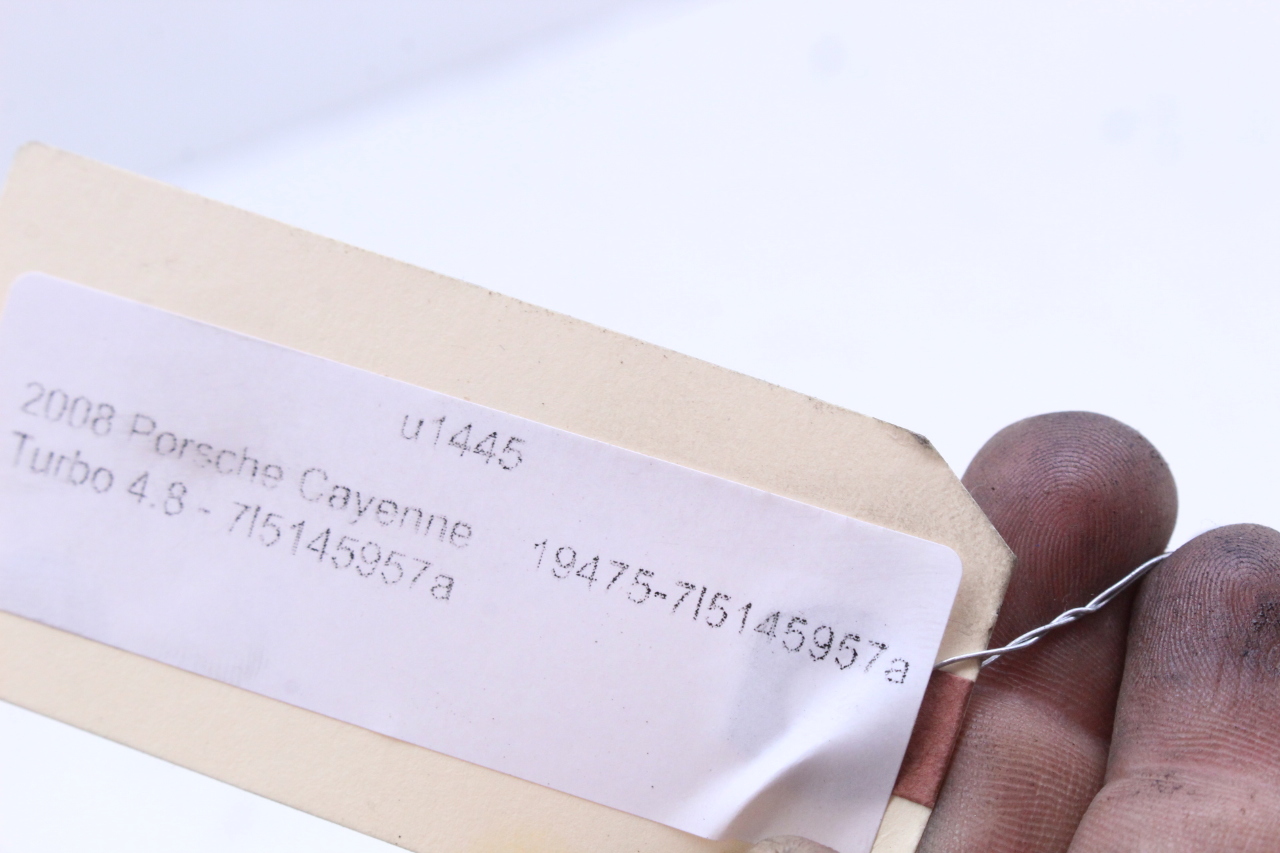 u1445
2008 Porsche Cayenne
Turbo 4.8 - 7l5145957a
19475-7l5145957a